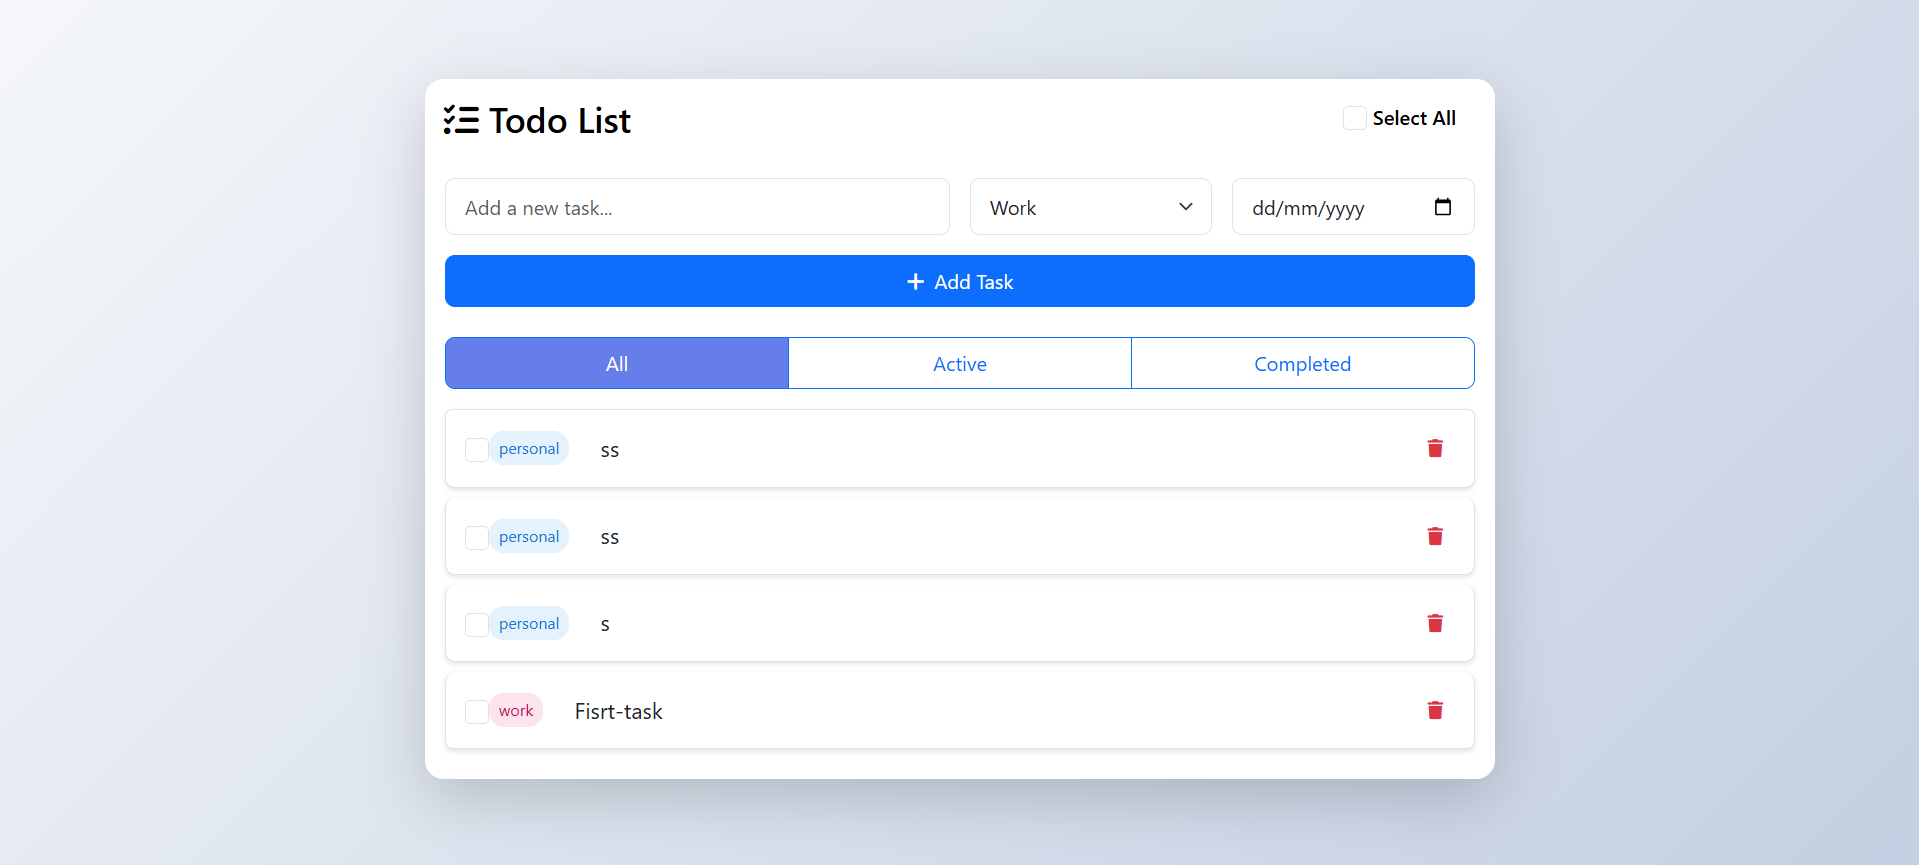 Todo List
Select All
Add a new task...
Work
dd/mm/yyyy
Add Task
All
Active
Completed
personal ss
personal ss
personal s
work Fisrt-task